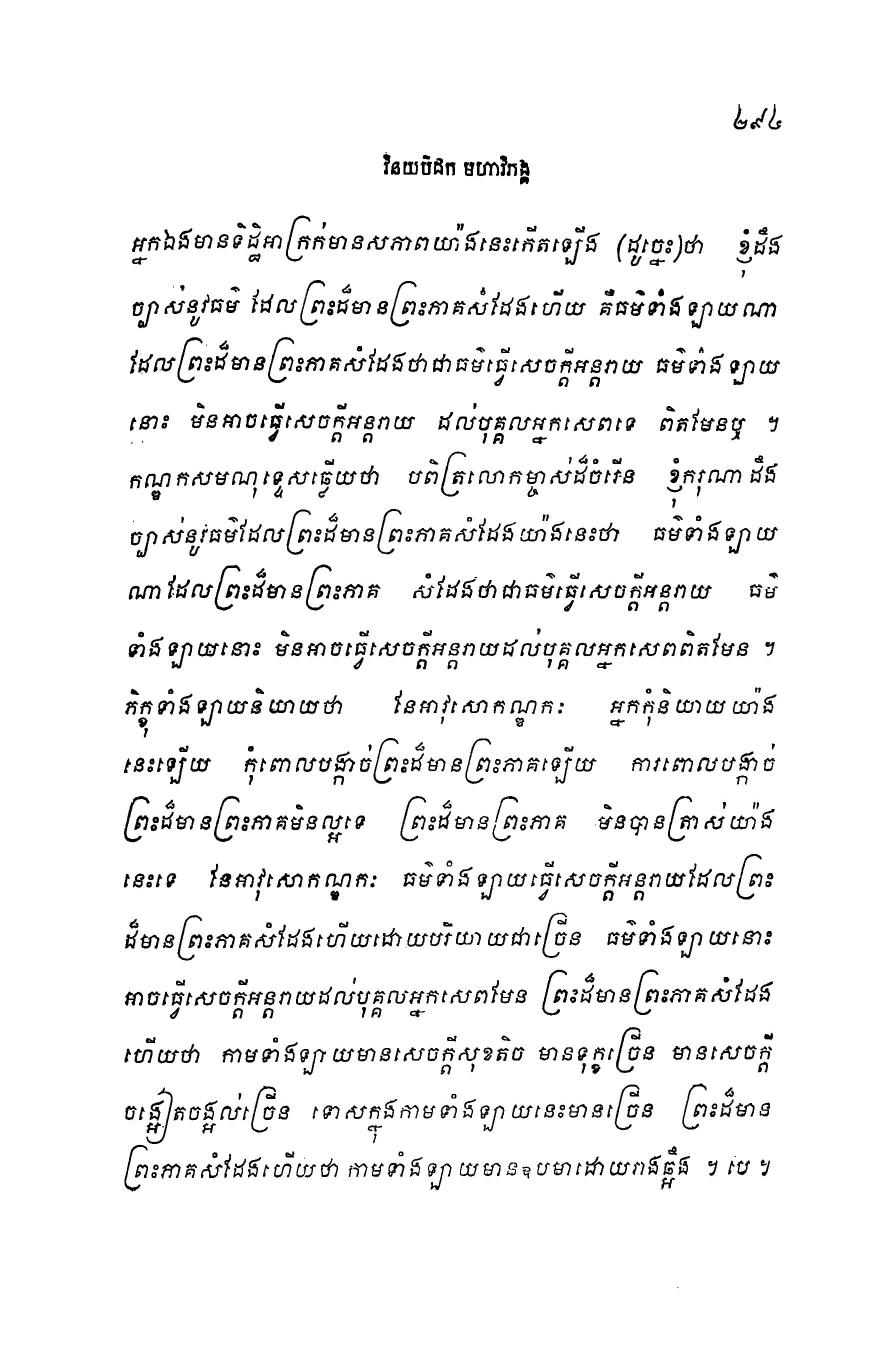 ២៩៤
វិនយបិដក មហាវិភង្គ
អ្នកឯងមានទិដ្ឋិអាក្រក់មានសភាពយ៉ាងនេះកើតឡើង (ដូច្នេះ)ថា ខ្ញុំដឹង
ច្បាស់នូវធម៌ ដែលព្រះដ៏មានព្រះភាគសំដែងហើយ គឺធម៌ទាំងឡាយណា
ដែលព្រះដ៏មានព្រះភាគសំដែងថាជាធម៌ធ្វើសេចក្តីអន្តរាយ ធម៌ទាំងឡាយ
នោះ មិនអាចធ្វើសេចក្តីអន្តរាយ ដល់បុគ្គលអ្នកសេពទេ ពិតមែនឬ ។
កណ្ឌកសមណុទ្ទេសធ្វើយថា បពិត្រលោកម្ចាស់ដ៏ចំរើន ខ្ញុំករុណាដឹង
ច្បាស់នូវធម៌ដែលព្រះដ៏មានព្រះភាគសំដែងយ៉ាងនេះថា ធម៌ទាំងឡាយ
ណាដែលព្រះដ៏មានព្រះភាគ សំដែងថាជាធម៌ធ្វើសេចក្តីអន្តរាយ ធម៌
ទាំងឡាយនោះ មិនអាចធ្វើសេចក្តីអន្តរាយដល់បុគ្គលអ្នកសេពពិតមែន ។
ភិក្ខុទាំងឡាយនិយាយថា នែអាវុសោកណ្ឌកៈ អ្នកកុំនិយាយយ៉ាង
នេះឡើយ កុំពោលបង្កាច់ព្រះដ៏មានព្រះភាគឡើយ ការពោលបង្កាច់
ព្រះដ៏មានព្រះភាគមិនល្អទេ ព្រះដ៏មានព្រះភាគ មិនបានត្រាស់យ៉ាង
នេះទេ នែអាវុសោកណ្ឌកៈ ធម៌ទាំងឡាយធ្វើសេចក្តីអន្តរាយដែលព្រះ
ដ៏មានព្រះភាគសំដែងហើយដោយបរិយាយជាច្រើន ធម៌ទាំងឡាយនោះ
អាចធ្វើសេចក្តីអន្តរាយដល់បុគ្គលអ្នកសេពមែន ព្រះដ៏មានព្រះភាគសំដែង
ហើយថា កាមទាំងឡាយមានសេចក្តីសុខតិច មានទុក្ខច្រើន មានសេចក្តី
ចង្អៀតចង្អល់ច្រើន ទោសក្នុងកាមទាំងឡាយនេះមានច្រើន ព្រះដ៏មាន
ព្រះភាគសំដែងហើយថា កាមទាំងឡាយមានឧបមាដោយរាងឆ្អឹង ។ បេ ។